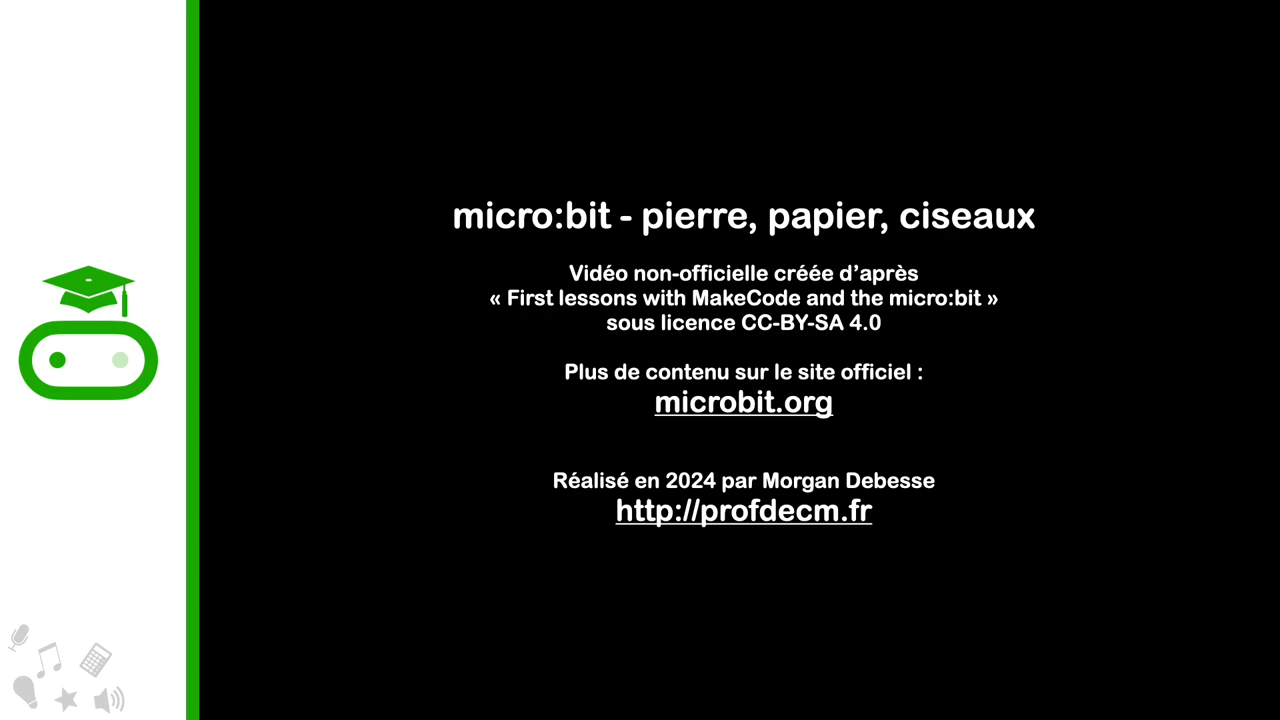 micro:bit - pierre, papier, ciseaux
Vidéo non-officielle créée d’après
« First lessons with MakeCode and the micro:bit »
sous licence CC-BY-SA 4.0
Plus de contenu sur le site officiel :
microbit.org
Réalisé en 2024 par Morgan Debesse
http://profdecm.fr